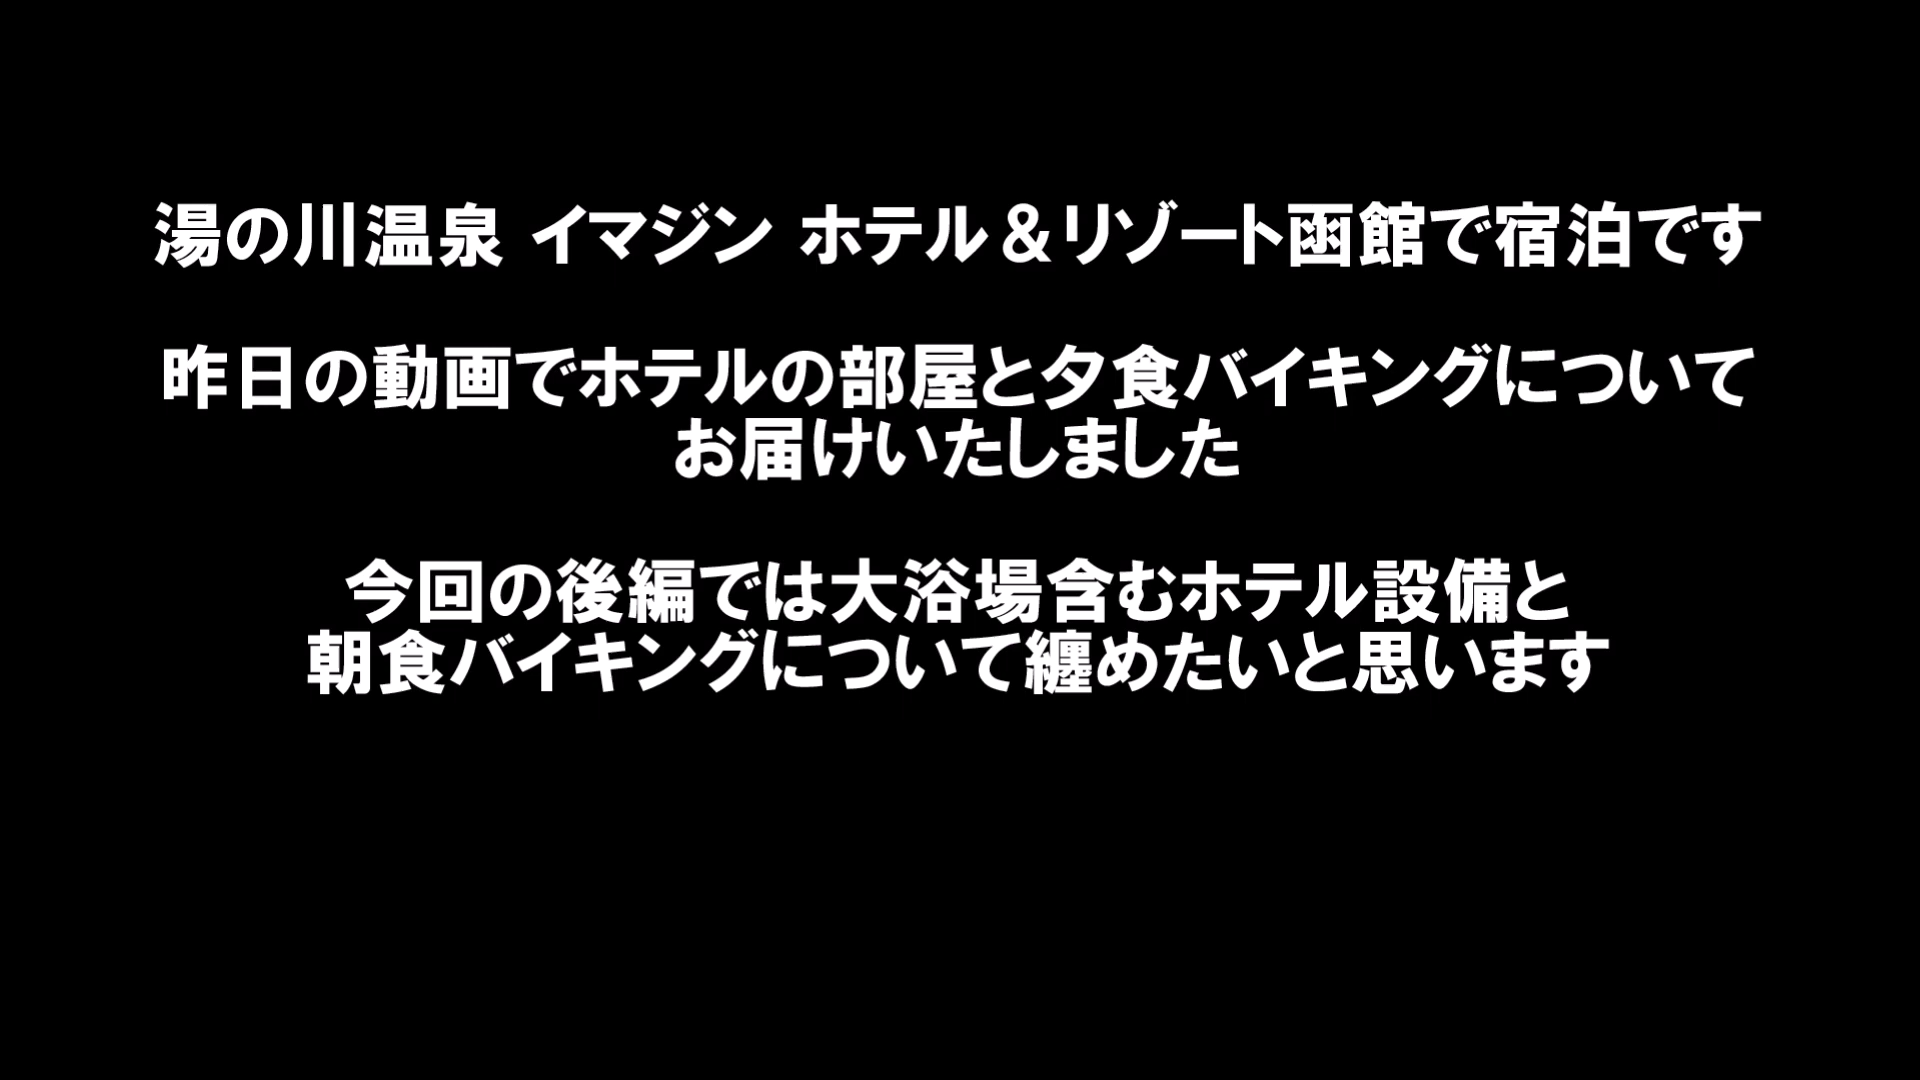 湯の川温泉 イマジン ホテル＆リゾート函館で宿泊です
昨日の動画でホテルの部屋と夕食バイキングについて
お届けいたしました
今回の後編では大浴場含むホテル設備と
朝食バイキングについて纏めたいと思います